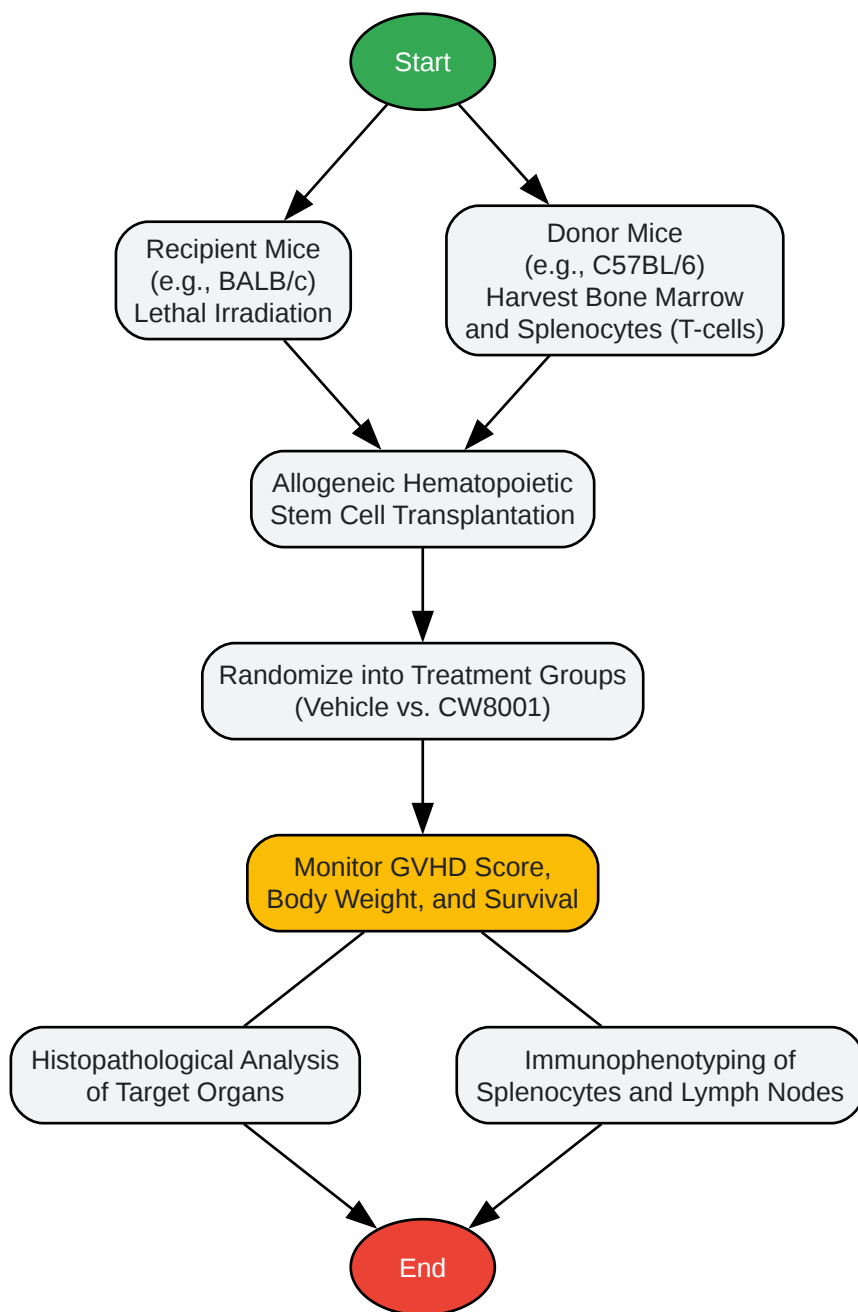 Start
Recipient Mice
(e.g., BALB/c)
Lethal Irradiation
Donor Mice
(e.g., C57BL/6)
Harvest Bone Marrow
and Splenocytes (T-cells)
Allogeneic Hematopoietic
Stem Cell Transplantation
Randomize into Treatment Groups
(Vehicle vs. CW8001)
Monitor GVHD Score,
Body Weight, and Survival
Histopathological Analysis
of Target Organs
Immunophenotyping of
Splenocytes and Lymph Nodes
End